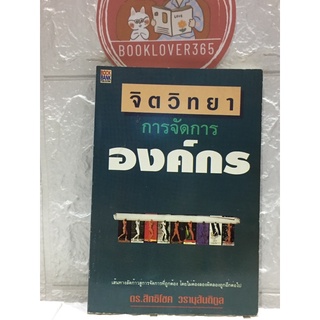 BOOKLOVER365
จิตวิทยา
การจัดการ
องค์กร
ดร.สิทธิโชค วรานุสันติกูล